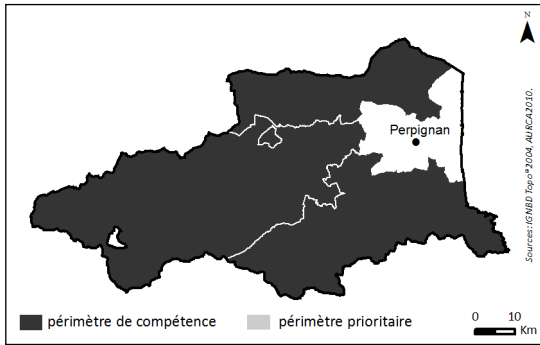 N
Perpignan
Sources: IGNBD Topo®2004, AURCA2010.
périmètre de compétence
périmètre prioritaire
0 10
Km